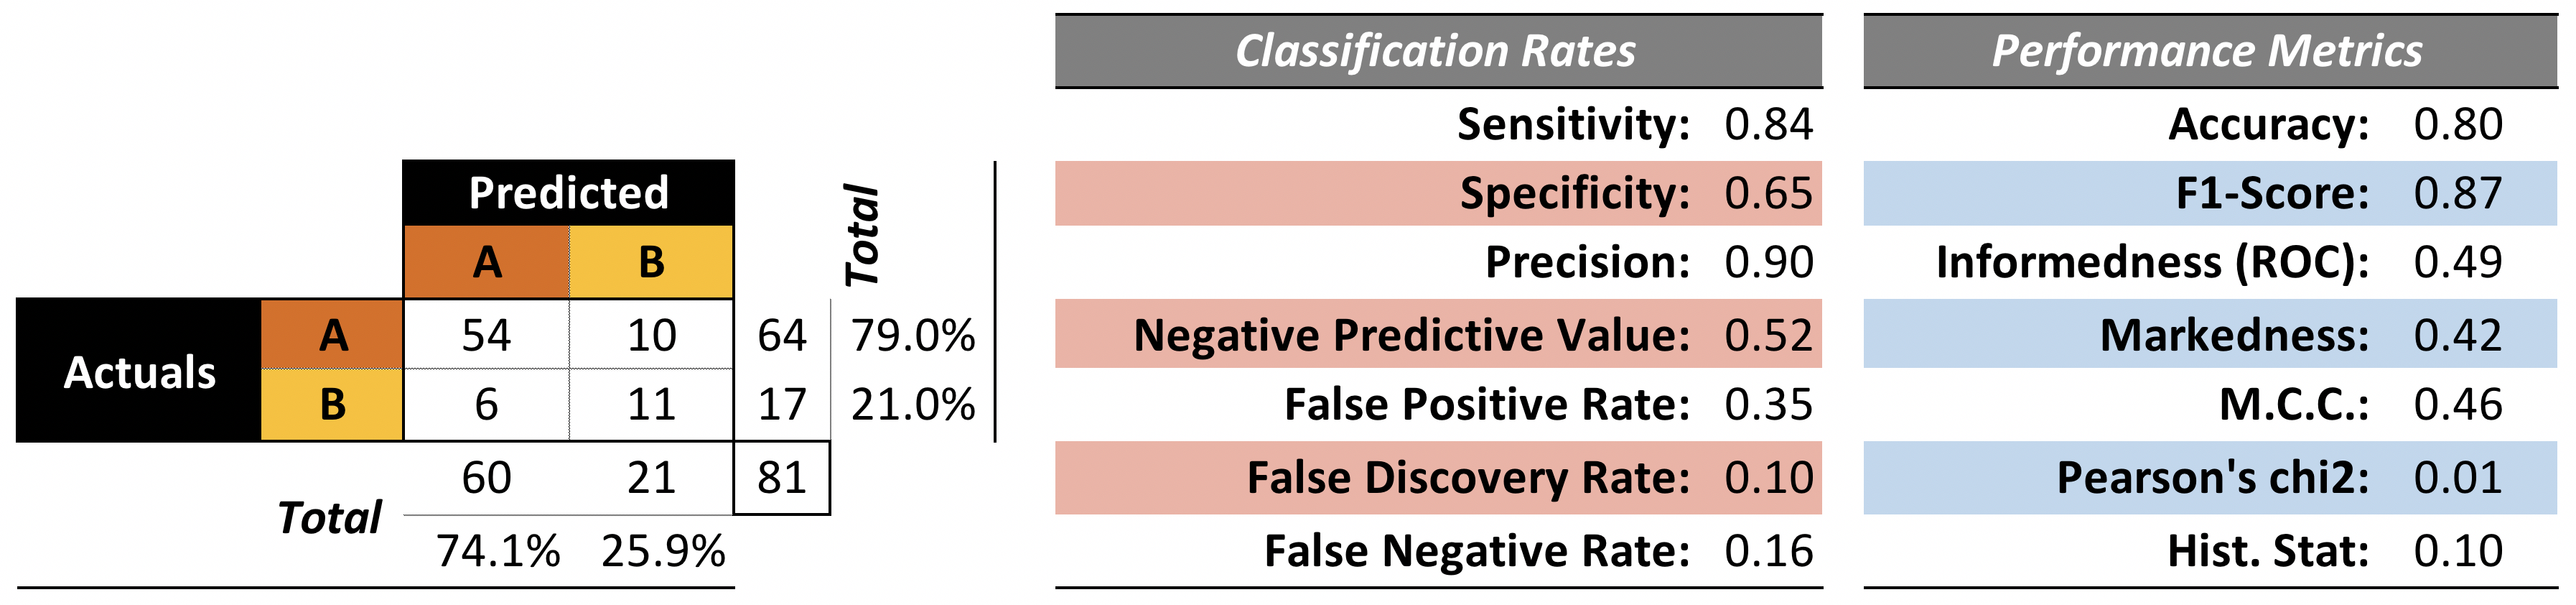 Predicted
A B
Total
Actuals
A 54 10 64 79.0%
B 6 11 17 21.0%
60 21 81
Total
74.1% 25.9%
Classification Rates
Sensitivity: 0.84
Specificity: 0.65
Precision: 0.90
Negative Predictive Value: 0.52
False Positive Rate: 0.35
False Discovery Rate: 0.10
False Negative Rate: 0.16
Performance Metrics
Accuracy: 0.80
F1-Score: 0.87
Informedness (ROC): 0.49
Markedness: 0.42
M.C.C.: 0.46
Pearson's chi2: 0.01
Hist. Stat: 0.10